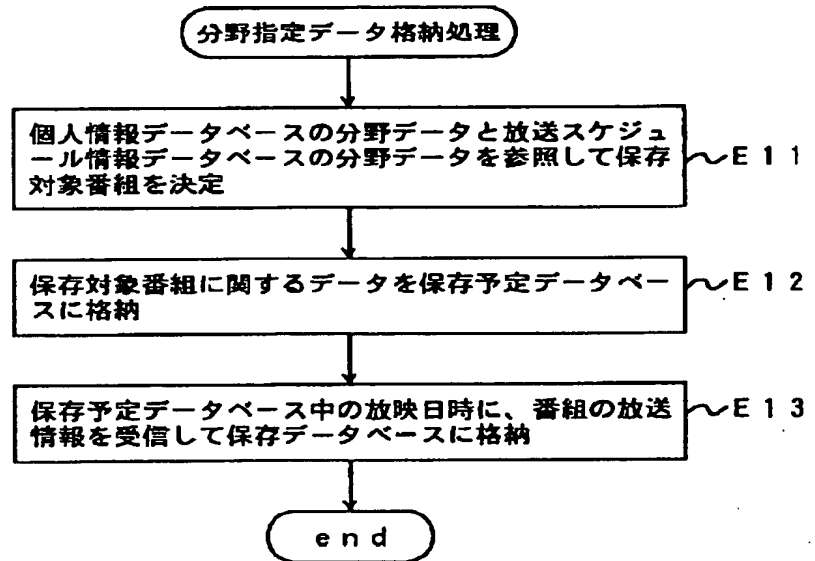 分野指定データ格納処理
個人情報データベースの分野データと放送スケジュ
ール情報データベースの分野データを参照して保存
対象番組を決定
E11
保存対象番組に関するデータを保存予定データベー
スに格納
E12
保存予定データベース中の放映日時に、番組の放送
情報を受信して保存データベースに格納
E13
end